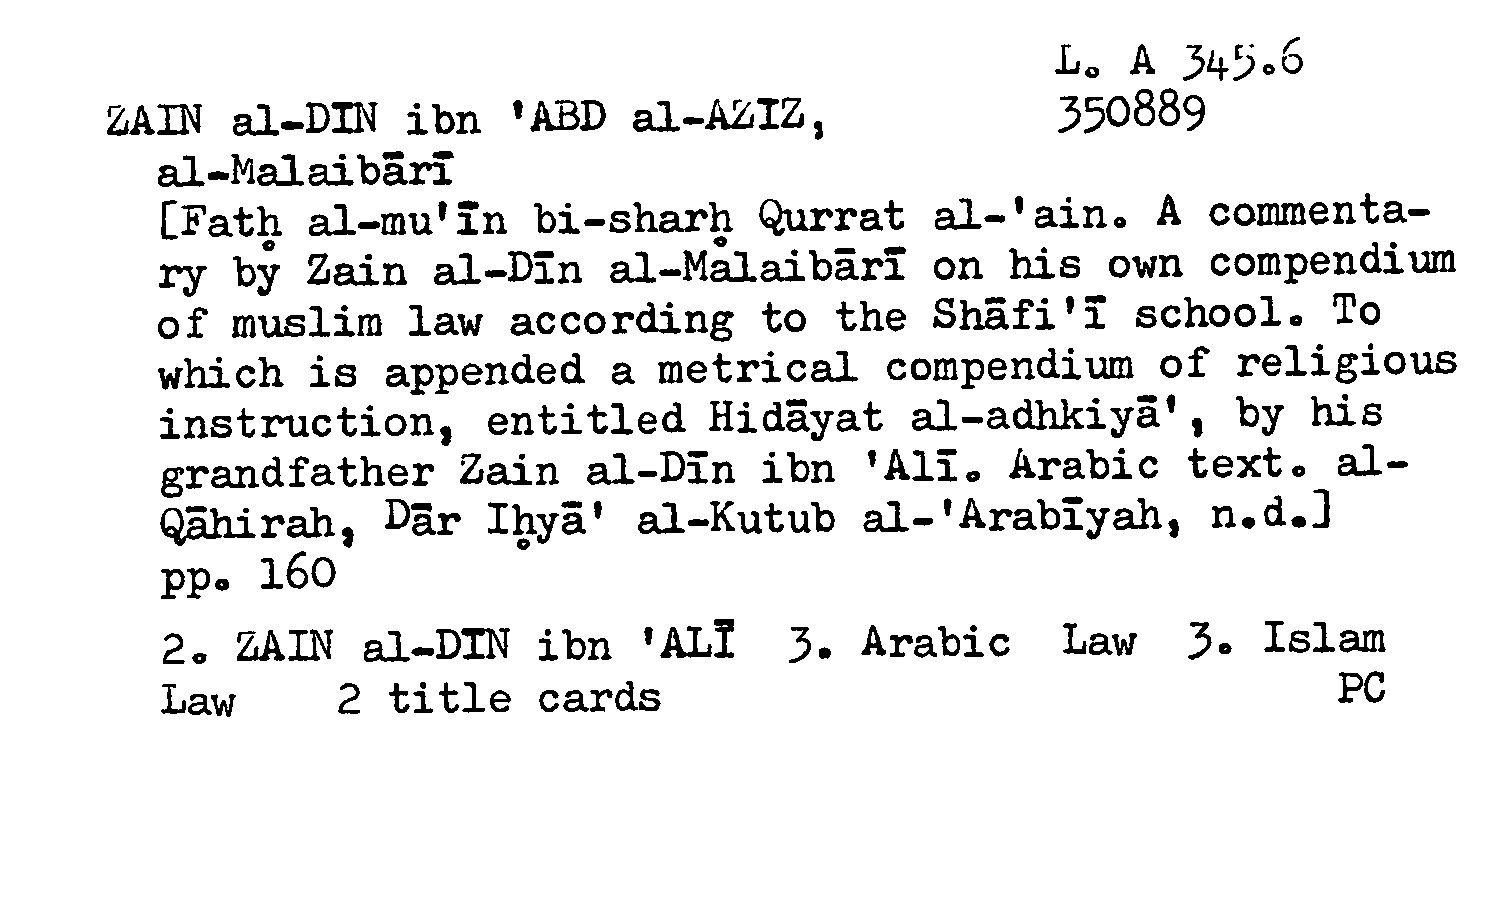 L. A 345.6
ZAIN al-DIN ibn 'ABD al-AZIZ, 350889
al-Malaibārī
[Fatḥ al-mu'īn bi-sharḥ Qurrat al-'ain. A commenta-
ry by Zain al-Dīn al-Malaibārī on his own compendium
of muslim law according to the Shāfi'ī school. To
which is appended a metrical compendium of religious
instruction, entitled Hidāyat al-adhkiyā', by his
grandfather Zain al-Dīn ibn 'Alī. Arabic text. al-
Qāhirah, Dār Iḥyā' al-Kutub al-'Arabīyah, n.d.]
pp. 160
2. ZAIN al-DĪN ibn 'ALĪ 3. Arabic Law 3. Islam
Law 2 title cards PC